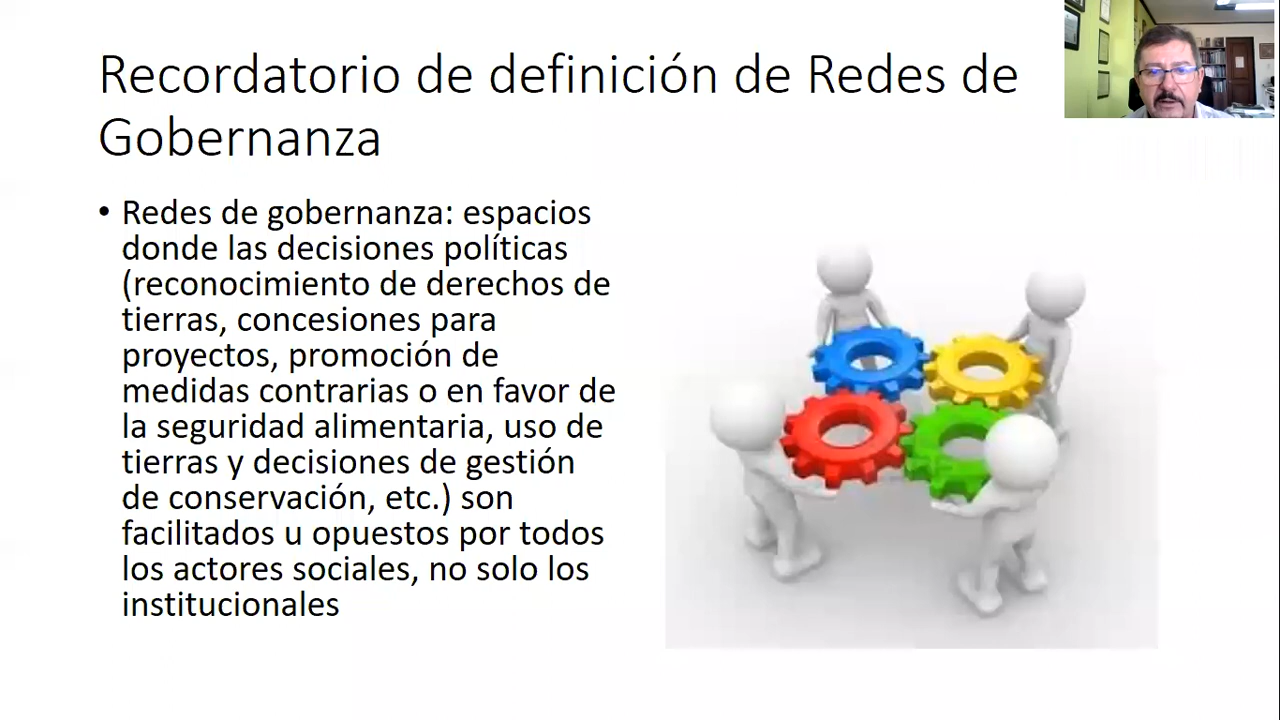 Recordatorio de definición de Redes de
Gobernanza
• Redes de gobernanza: espacios
donde las decisiones políticas
(reconocimiento de derechos de
tierras, concesiones para
proyectos, promoción de
medidas contrarias o en favor de
la seguridad alimentaria, uso de
tierras y decisiones de gestión
de conservación, etc.) son
facilitados u opuestos por todos
los actores sociales, no solo los
institucionales